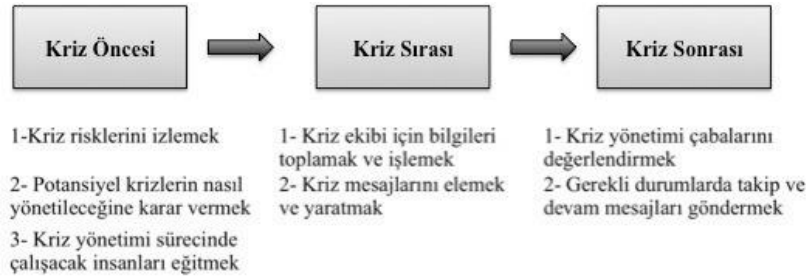 Kriz Öncesi
Kriz Sırası
Kriz Sonrası
1-Kriz risklerini izlemek
2- Potansiyel krizlerin nasıl
yönetileceğine karar vermek
3- Kriz yönetimi sürecinde
çalışacak insanları eğitmek
1- Kriz ekibi için bilgileri
toplamak ve işlemek
2- Kriz mesajlarını elemek
ve yaratmak
1- Kriz yönetimi çabalarını
değerlendirmek
2- Gerekli durumlarda takip ve
devam mesajları göndermek